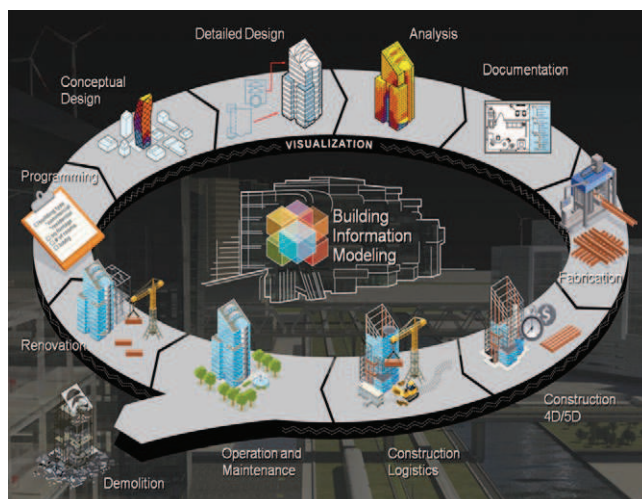 Detailed Design
Analysis
Conceptual
Design
Documentation
VISUALIZATION
Programming
Building
Information
Modeling
Fabrication
Renovation
Construction
4D/5D
Operation and
Maintenance
Construction
Logistics
Demolition